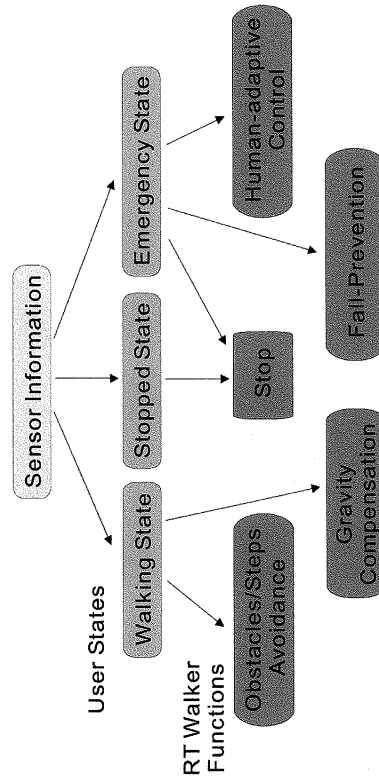 Sensor Information
User States
Walking State
Stopped State
Emergency State
RT Walker
Functions
Obstacles/Steps
Avoidance
Stop
Human-adaptive
Control
Gravity
Compensation
Fall-Prevention